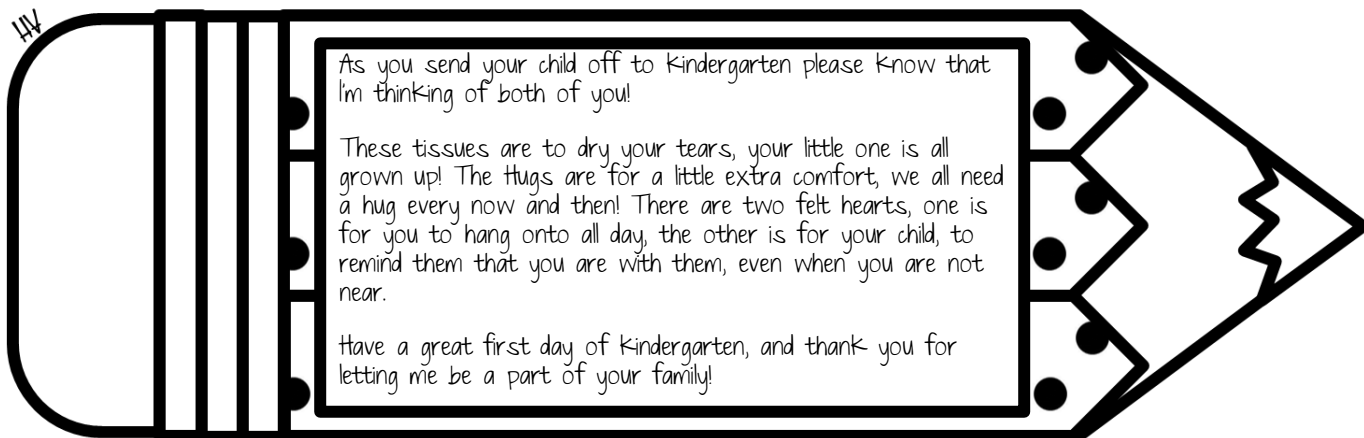 HV
As you send your child off to Kindergarten please know that
I'm thinking of both of you!
These tissues are to dry your tears, your little one is all
grown up! The Hugs are for a little extra comfort, we all need
a hug every now and then! There are two felt hearts, one is
for you to hang onto all day, the other is for your child, to
remind them that you are with them, even when you are not
near.
Have a great first day of Kindergarten, and thank you for
letting me be a part of your family!